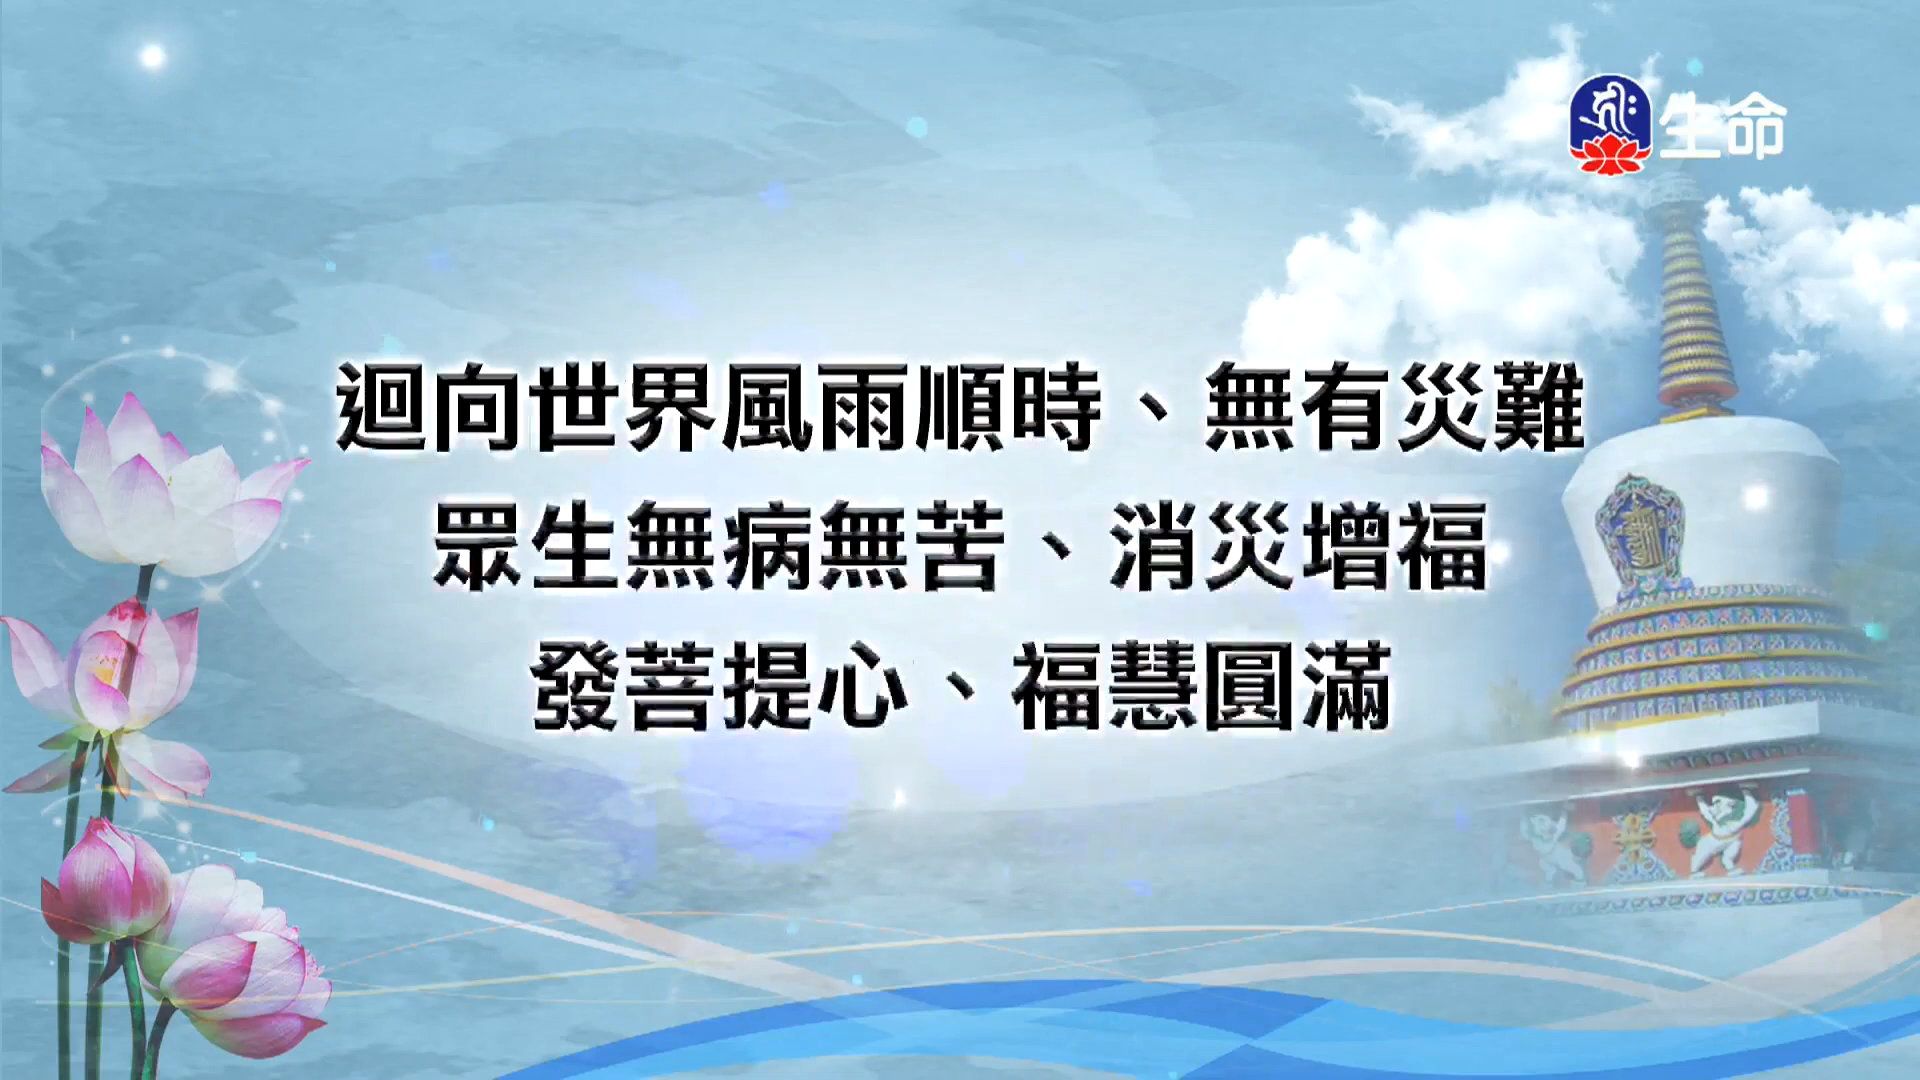 生命
迴向世界風雨順時、無有災難
眾生無病無苦、消災增福
發菩提心、福慧圓滿